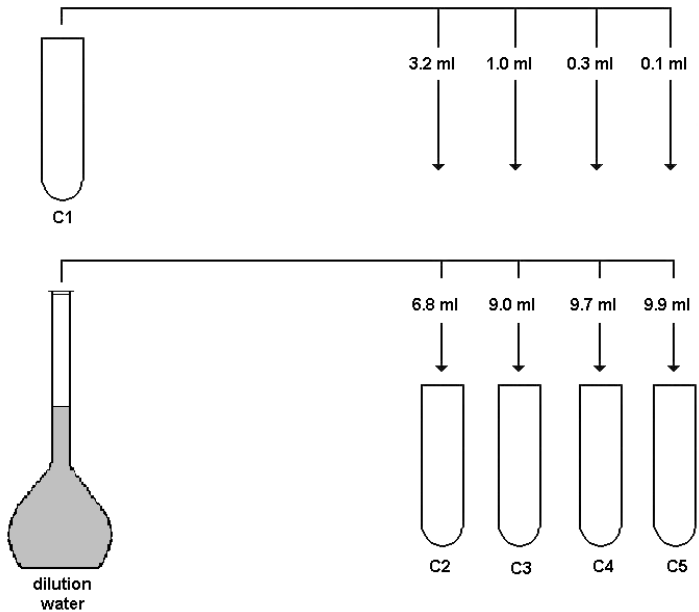 3.2 ml 1.0 ml 0.3 ml 0.1 ml
C1
6.8 ml 9.0 ml 9.7 ml 9.9 ml
C2 C3 C4 C5
dilution
water